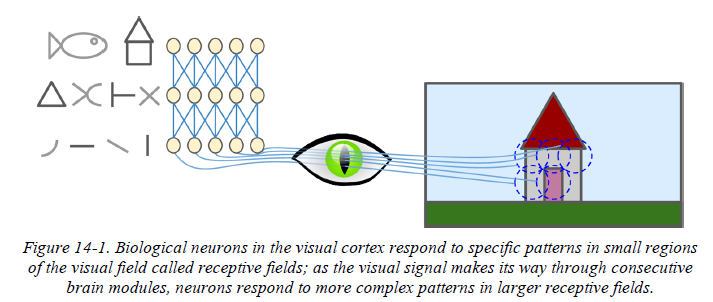 Figure 14-1. Biological neurons in the visual cortex respond to specific patterns in small regions
of the visual field called receptive fields; as the visual signal makes its way through consecutive
brain modules, neurons respond to more complex patterns in larger receptive fields.